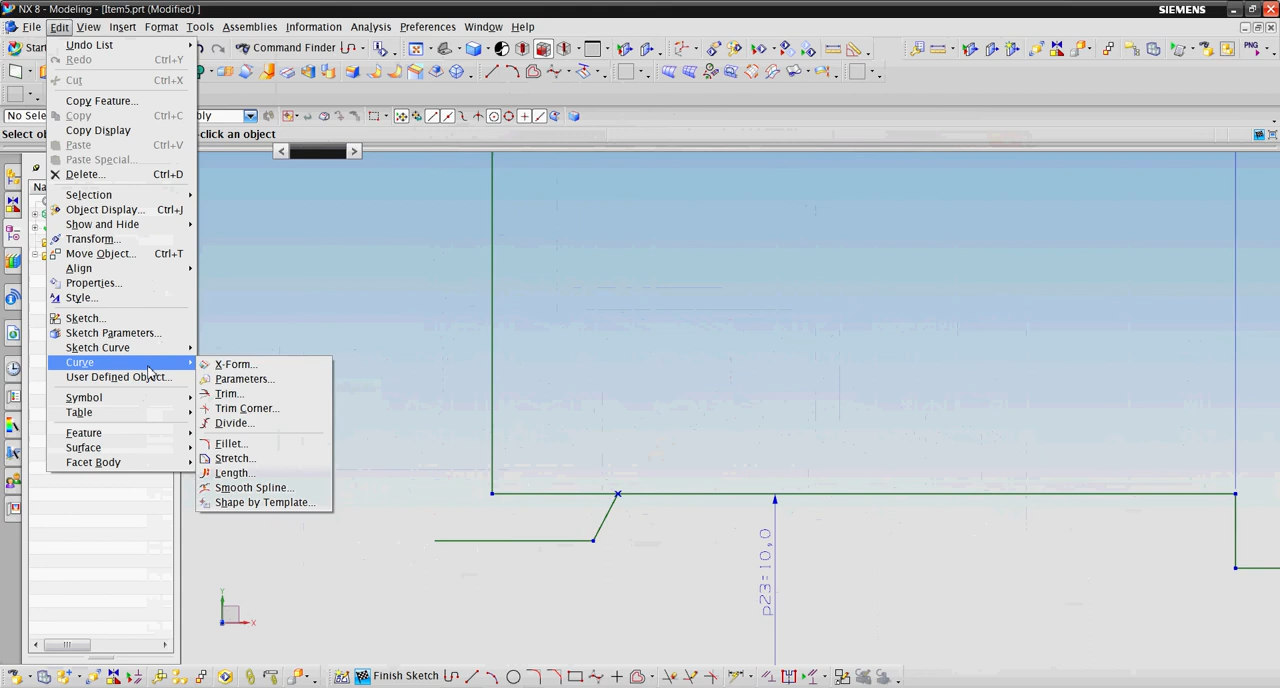 NX 8 - Modeling - [Item5.prt (Modified) ]
SIEMENS
File Edit View Insert Format Tools Assemblies Information Analysis Preferences Window Help
Start
Command Finder
PNG
No Sele
bly
Select ob
-click an object
Na
Undo List
Redo Ctrl+Y
Cut Ctrl+X
Copy Feature...
Copy Ctrl+C
Copy Display
Paste Ctrl+V
Paste Special...
Delete... Ctrl+D
Selection
Object Display... Ctrl+J
Show and Hide
Transform...
Move Object... Ctrl+T
Align
Properties...
Style...
Sketch...
Sketch Parameters...
Sketch Curve
Curve
User Defined Object...
Symbol
Table
Feature
Surface
Facet Body
X-Form...
Parameters...
Trim...
Trim Corner...
Divide...
Fillet...
Stretch...
Length...
Smooth Spline...
Shape by Template...
p23=10,0
Y
X
Finish Sketch